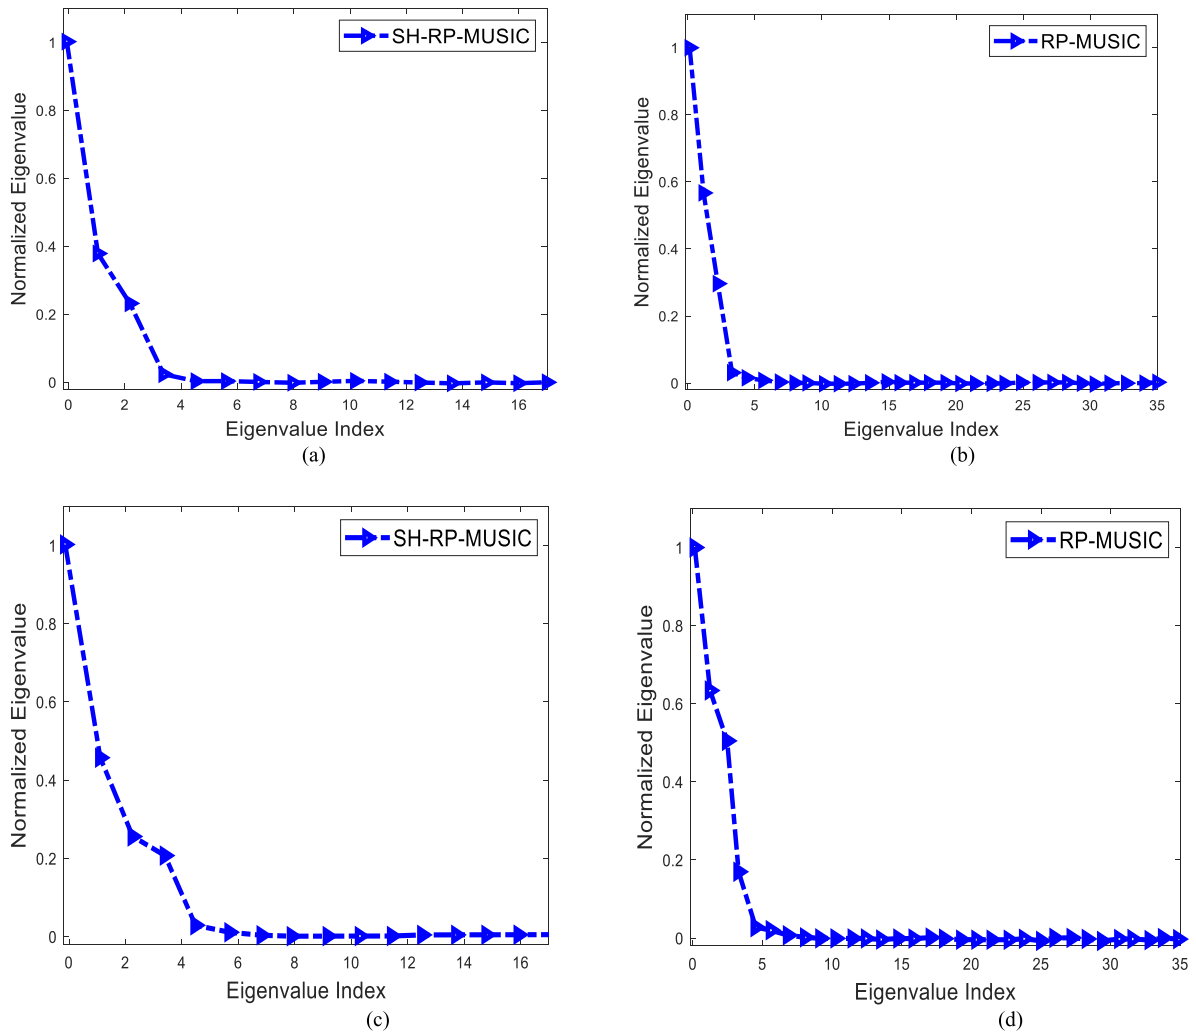 SH-RP-MUSIC
Normalized Eigenvalue
1
0.8
0.6
0.4
0.2
0
0 2 4 6 8 10 12 14 16
Eigenvalue Index
(a)
RP-MUSIC
Normalized Eigenvalue
1
0.8
0.6
0.4
0.2
0
0 5 10 15 20 25 30 35
Eigenvalue Index
(b)
SH-RP-MUSIC
Normalized Eigenvalue
1
0.8
0.6
0.4
0.2
0
0 2 4 6 8 10 12 14 16
Eigenvalue Index
(c)
RP-MUSIC
Normalized Eigenvalue
1
0.8
0.6
0.4
0.2
0
0 5 10 15 20 25 30 35
Eigenvalue Index
(d)